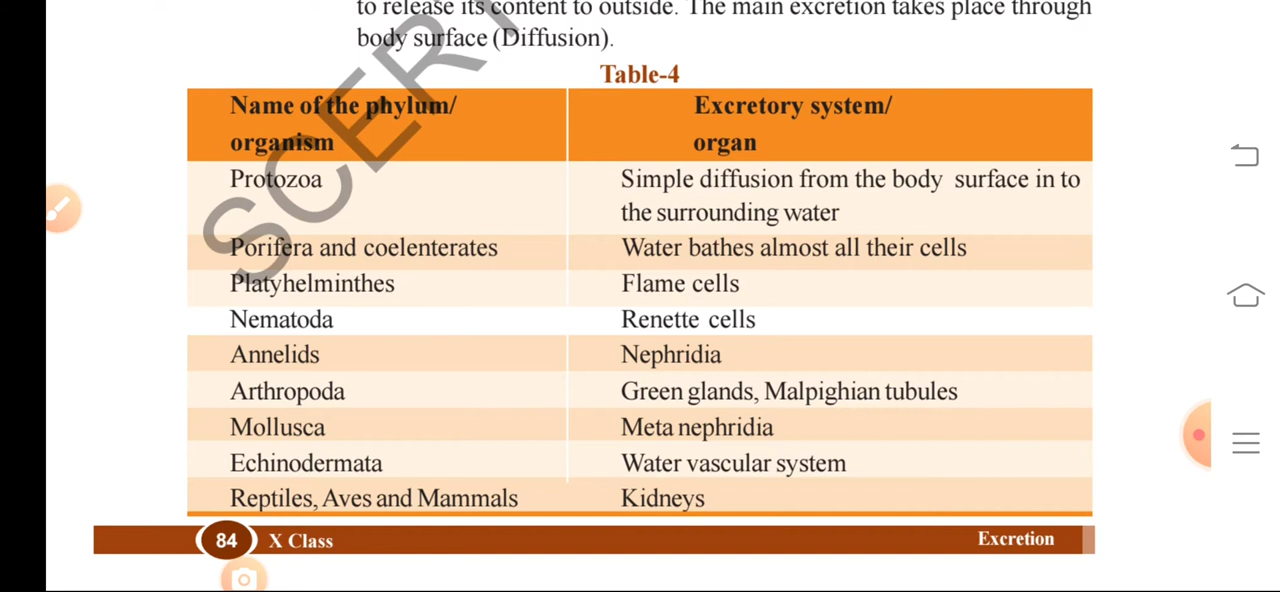 to release its content to outside. The main excretion takes place through
body surface (Diffusion).
Table-4
Name of the phylum/ Excretory system/
organism organ
Protozoa Simple diffusion from the body surface in to
the surrounding water
Porifera and coelenterates Water bathes almost all their cells
Platyhelminthes Flame cells
Nematoda Renette cells
Annelids Nephridia
Arthropoda Green glands, Malpighian tubules
Mollusca Meta nephridia
Echinodermata Water vascular system
Reptiles, Aves and Mammals Kidneys
84 X Class Excretion
SCERT